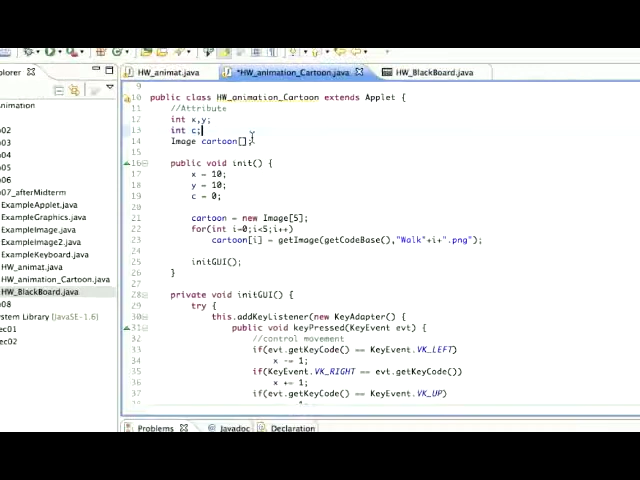 plorer
HW_animat.java
*HW_animation_Cartoon.java
HW_BlackBoard.java
animation
02
03
04
05
06
07_afterMidterm
ExampleApplet.java
ExampleGraphics.java
ExampleImage.java
ExampleImage2.java
ExampleKeyboard.java
HW_animat.java
HW_animation_Cartoon.java
HW_BlackBoard.java
08
System Library (JavaSE-1.6)
ec01
ec02
9
10 public class HW_animation_Cartoon extends Applet {
11 //Attribute
12 int x,y;
13 int c;
14 Image cartoon[];
15
16 public void init() {
17 x = 10;
18 y = 10;
19 c = 0;
20
21 cartoon = new Image[5];
22 for(int i=0;i<5;i++)
23 cartoon[i] = getImage(getCodeBase(),"Walk"+i+".png");
24
25 initGUI();
26 }
27
28 private void initGUI() {
29 try {
30 this.addKeyListener(new KeyAdapter() {
31 public void keyPressed(KeyEvent evt) {
32 //control movement
33 if(evt.getKeyCode() == KeyEvent.VK_LEFT)
34 x -= 1;
35 if(KeyEvent.VK_RIGHT == evt.getKeyCode())
36 x += 1;
37 if(evt.getKeyCode() == KeyEvent.VK_UP)
Problems
Javadoc
Declaration